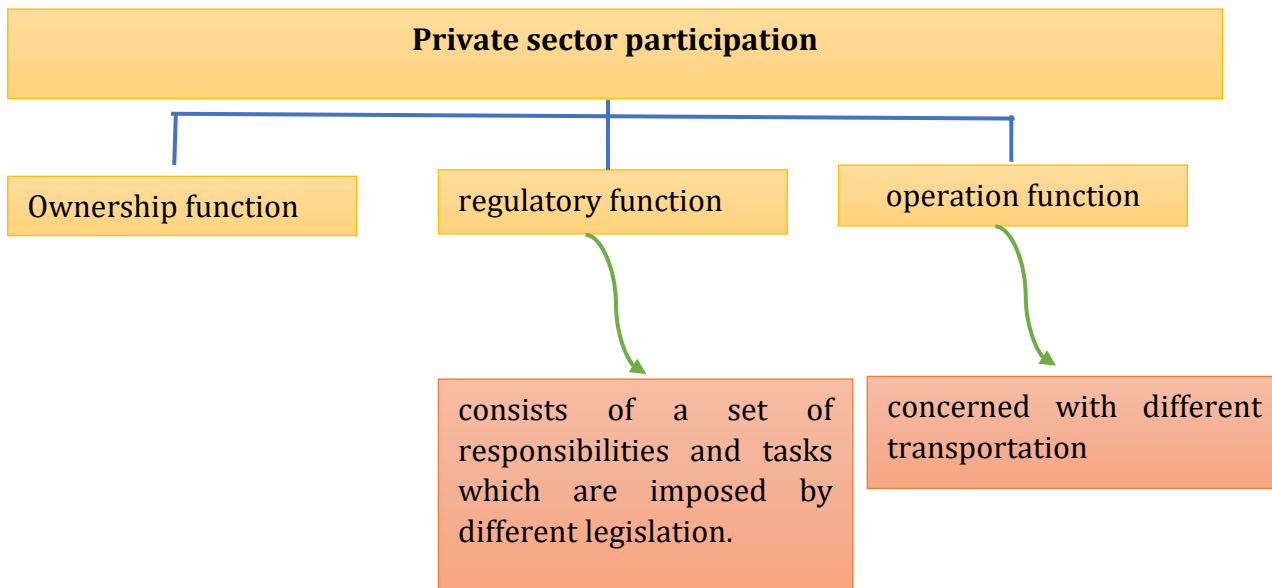 Private sector participation
Ownership function
regulatory function
operation function
consists of a set of
responsibilities and tasks
which are imposed by
different legislation.
concerned with different
transportation